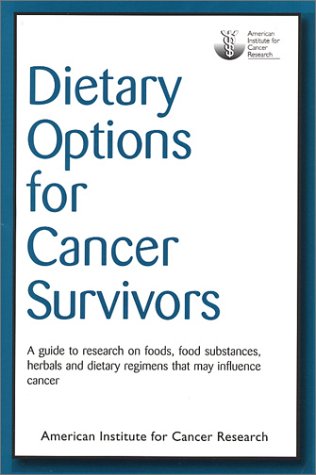 American
Institute for
Cancer
Research
Dietary
Options
for
Cancer
Survivors
A guide to research on foods, food substances,
herbals and dietary regimens that may influence
cancer
American Institute for Cancer Research